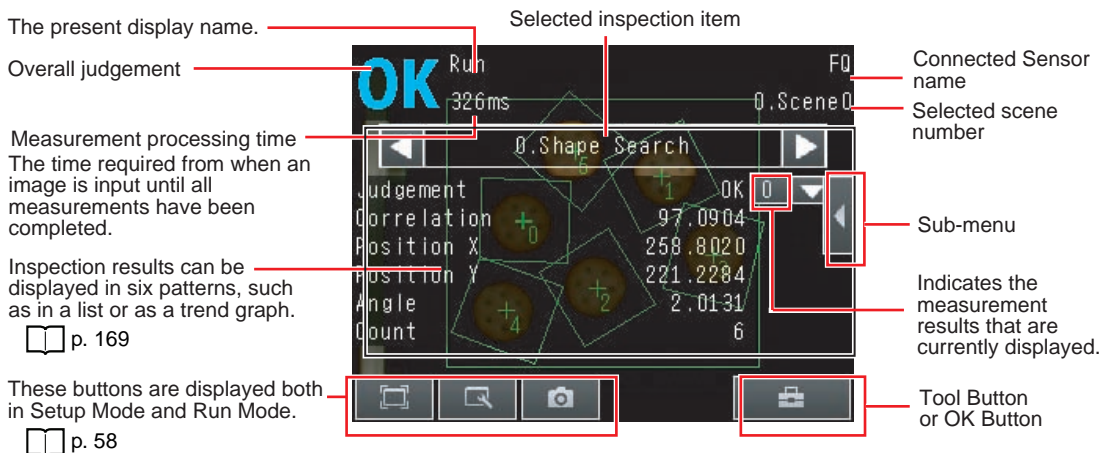 The present display name.
Selected inspection item
Overall judgement
Connected Sensor
name
Selected scene
number
Measurement processing time
The time required from when an
image is input until all
measurements have been
completed.
Inspection results can be
displayed in six patterns, such
as in a list or as a trend graph.
p. 169
These buttons are displayed both
in Setup Mode and Run Mode.
p. 58
OK
Run
FQ
326ms
0.Scene0
0.Shape Search
Judgement OK 0
Correlation 97.0904
Position X 258.8020
Position Y 221.2284
Angle 2.0131
Count 6
+5
+1
+0
+2
+4
Sub-menu
Indicates the
measurement
results that are
currently displayed.
Tool Button
or OK Button